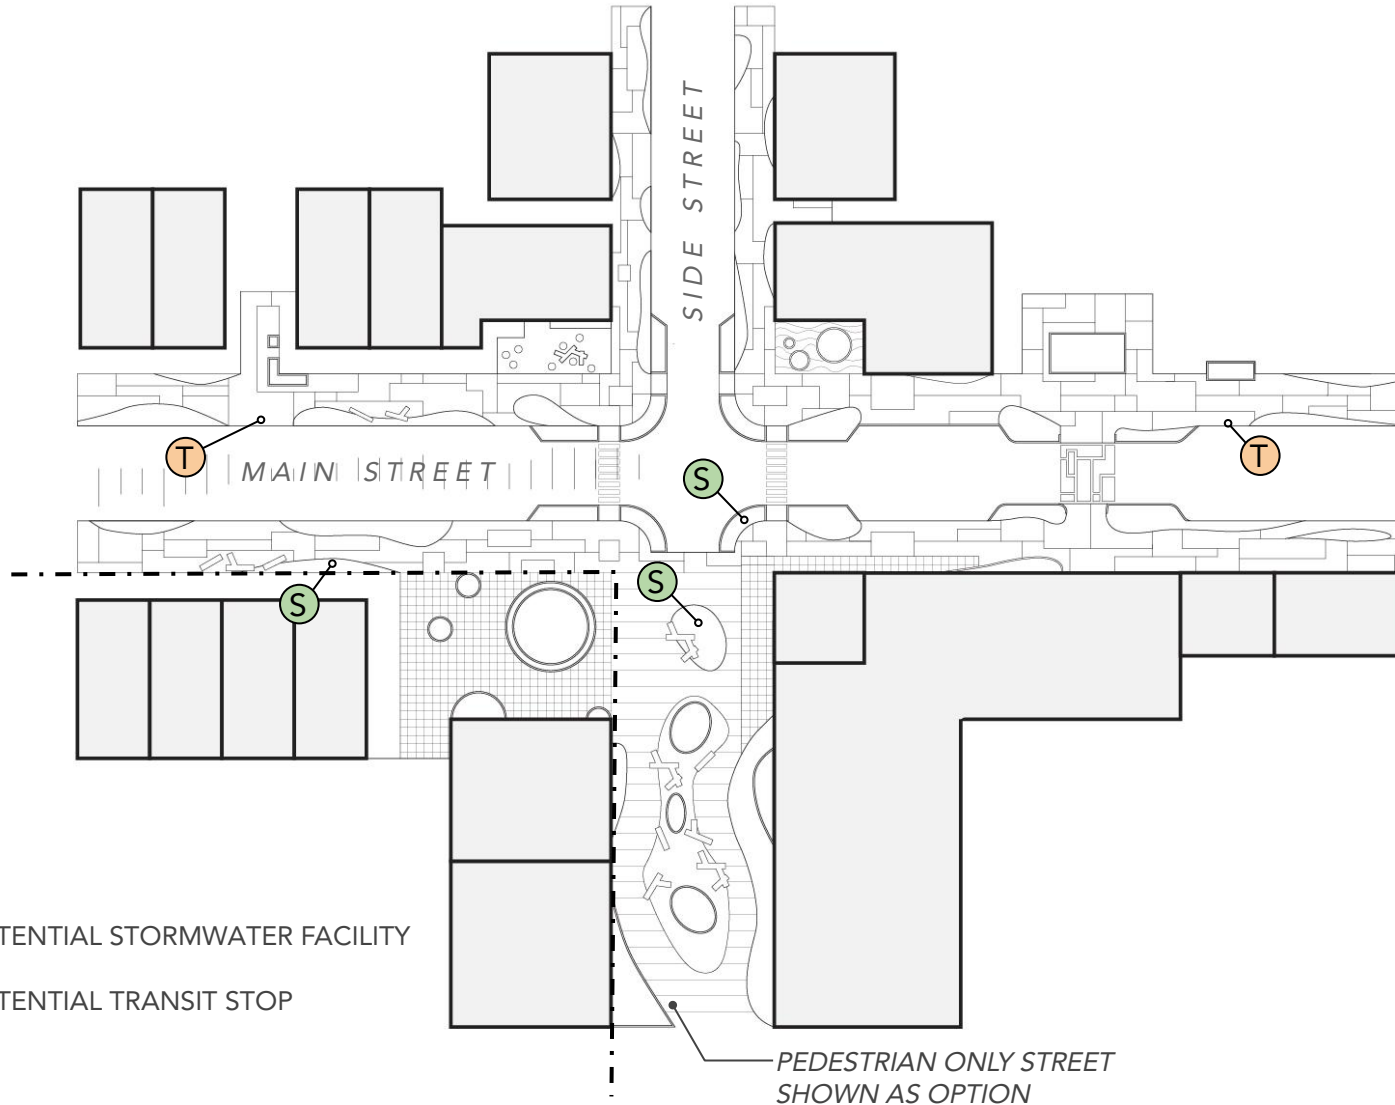 SIDE STREET
T
MAIN STREET
S
T
S
S
TENTIAL STORMWATER FACILITY
TENTIAL TRANSIT STOP
PEDESTRIAN ONLY STREET
SHOWN AS OPTION